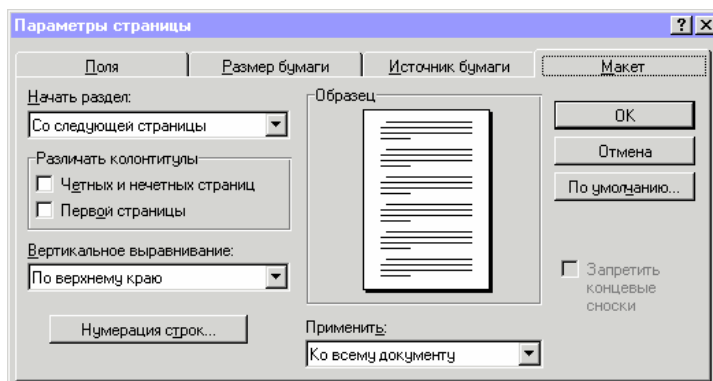 Параметры страницы
Поля
Размер бумаги
Источник бумаги
Макет
Начать раздел:
Со следующей страницы
Различать колонтитулы
Четных и нечетных страниц
Первой страницы
Вертикальное выравнивание:
По верхнему краю
Нумерация строк...
Образец
Применить:
Ко всему документу
ОК
Отмена
По умолчанию...
Запретить
концевые
сноски